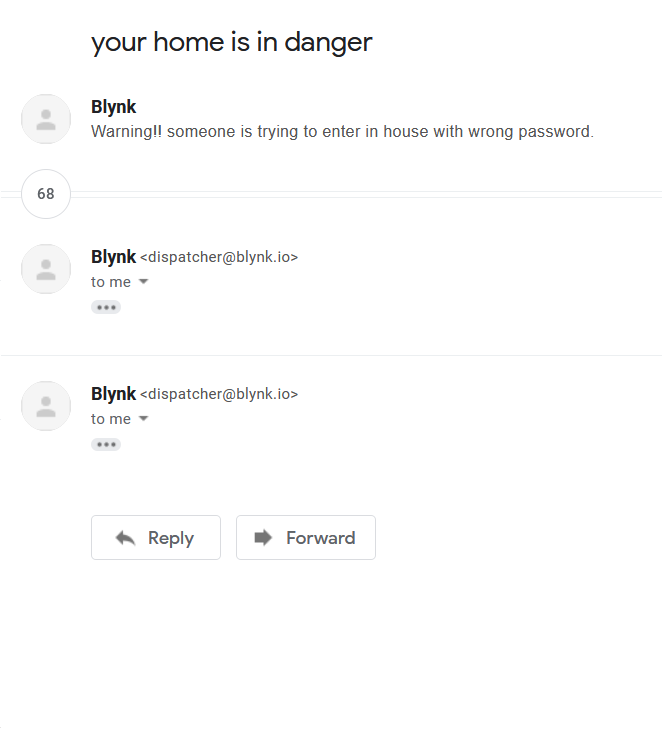 your home is in danger
Blynk
Warning!! someone is trying to enter in house with wrong password.
68
Blynk <dispatcher@blynk.io>
to me
Blynk <dispatcher@blynk.io>
to me
Reply Forward